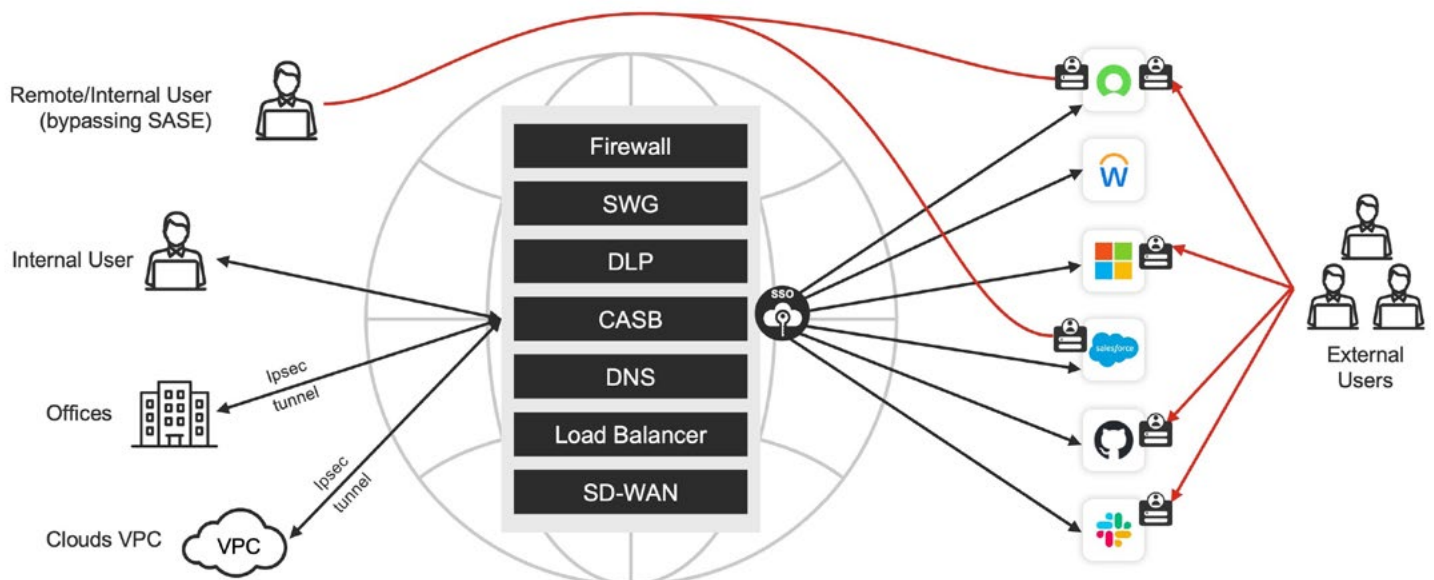 Remote/Internal User
(bypassing SASE)
Internal User
Offices
Clouds VPC
VPC
Ipsec
tunnel
Ipsec
tunnel
Firewall
SWG
DLP
CASB
DNS
Load Balancer
SD-WAN
SSO
W
salesforce
External
Users